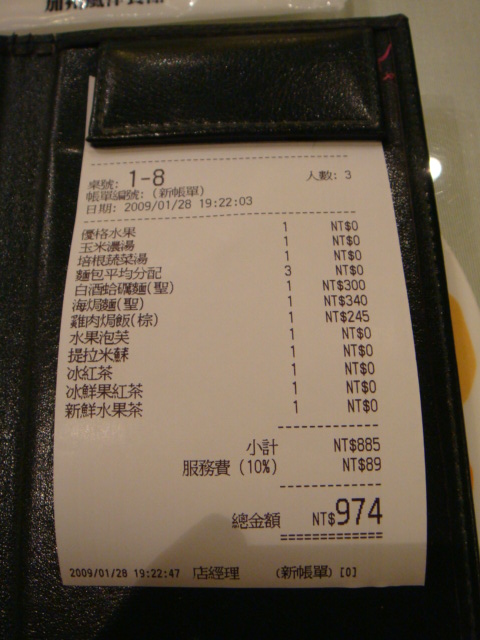 桌號: 1-8 人數: 3
帳單編號: (新帳單)
日期: 2009/01/28 19:22:03
優格水果 1 NT$0
玉米濃湯 1 NT$0
培根蔬菜湯 1 NT$0
麵包平均分配 3 NT$0
白酒蛤蠣麵(聖) 1 NT$300
海焗麵(聖) 1 NT$340
雞肉焗飯(棕) 1 NT$245
水果泡芙 1 NT$0
提拉米蘇 1 NT$0
冰紅茶 1 NT$0
冰鮮果紅茶 1 NT$0
新鮮水果茶 1 NT$0
小計 NT$885
服務費 (10%) NT$89
總金額 NT$974
2009/01/28 19:22:47 店經理 (新帳單) [0]